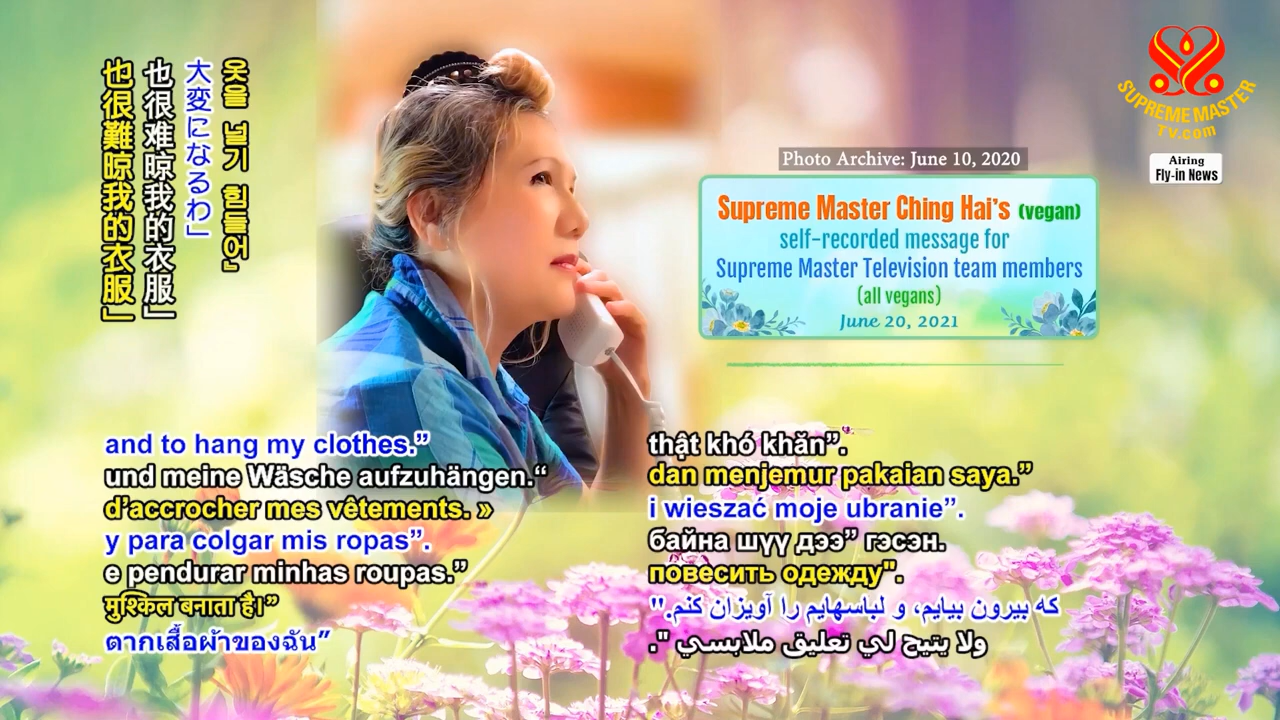 也很難晾我的衣服」
也很难晾我的衣服」
大変になるわ」
옷을 널기 힘들어」
SUPREME MASTER
TV.com
Airing
Fly-in News
Photo Archive: June 10, 2020
Supreme Master Ching Hai’s (vegan)
self-recorded message for
Supreme Master Television team members
(all vegans)
June 20, 2021
and to hang my clothes.”
und meine Wäsche aufzuhängen.“
d’accrocher mes vêtements. »
y para colgar mis ropas”.
e pendurar minhas roupas.”
मुश्किल बनाता है।”
ตากเสื้อผ้าของฉัน”
thật khó khăn”.
dan menjemur pakaian saya.”
i wieszać moje ubranie”.
байна шүү дээ” гэсэн.
повесить одежду".
که بیرون بیایم، و لباسهایم را آویزان کنم."
ولا يتيح لي تعليق ملابسي ".